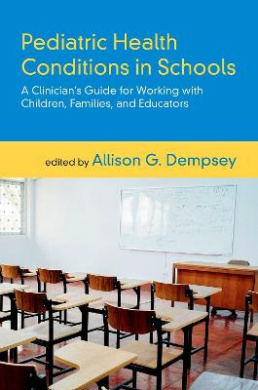 Pediatric Health
Conditions in Schools
A Clinician's Guide for Working with
Children, Families, and Educators
edited by Allison G. Dempsey